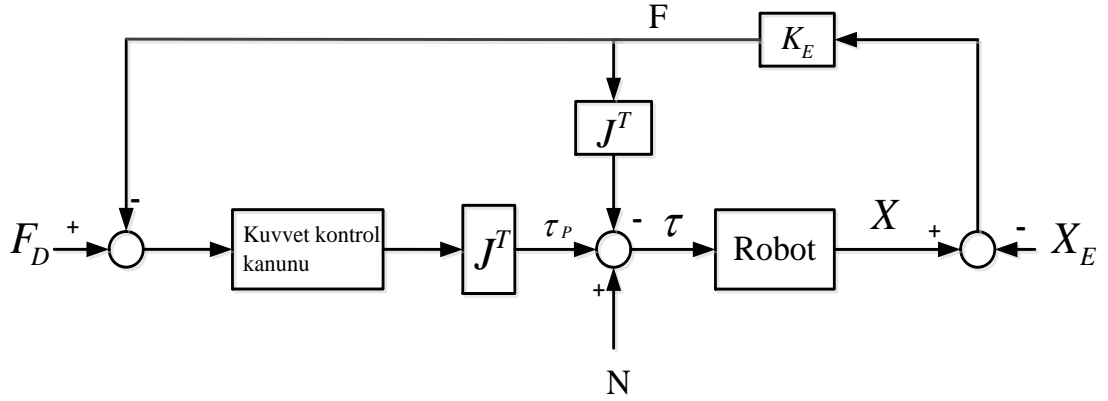 F
K_E
J^T
-
+
F_D
Kuvvet kontrol
kanunu
J^T
τ_P
-
τ
Robot
X
+
-
X_E
+
N